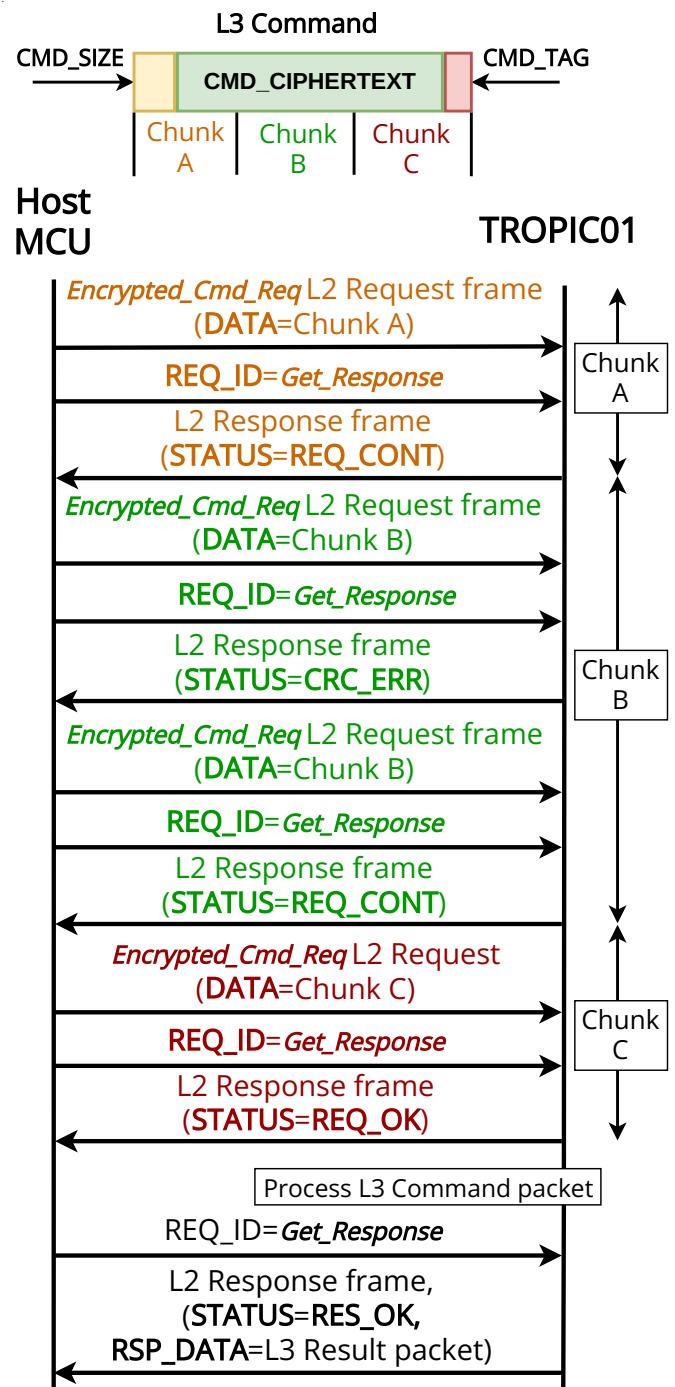 L3 Command
CMD_SIZE
CMD_CIPHERTEXT
CMD_TAG
Chunk
A
Chunk
B
Chunk
C
Host
MCU
TROPIC01
Encrypted_Cmd_Req L2 Request frame
(DATA=Chunk A)
REQ_ID=Get_Response
L2 Response frame
(STATUS=REQ_CONT)
Chunk
A
Encrypted_Cmd_Req L2 Request frame
(DATA=Chunk B)
REQ_ID=Get_Response
L2 Response frame
(STATUS=CRC_ERR)
Chunk
B
Encrypted_Cmd_Req L2 Request frame
(DATA=Chunk B)
REQ_ID=Get_Response
L2 Response frame
(STATUS=REQ_CONT)
Encrypted_Cmd_Req L2 Request
(DATA=Chunk C)
REQ_ID=Get_Response
L2 Response frame
(STATUS=REQ_OK)
Chunk
C
Process L3 Command packet
REQ_ID=Get_Response
L2 Response frame,
(STATUS=RES_OK,
RSP_DATA=L3 Result packet)